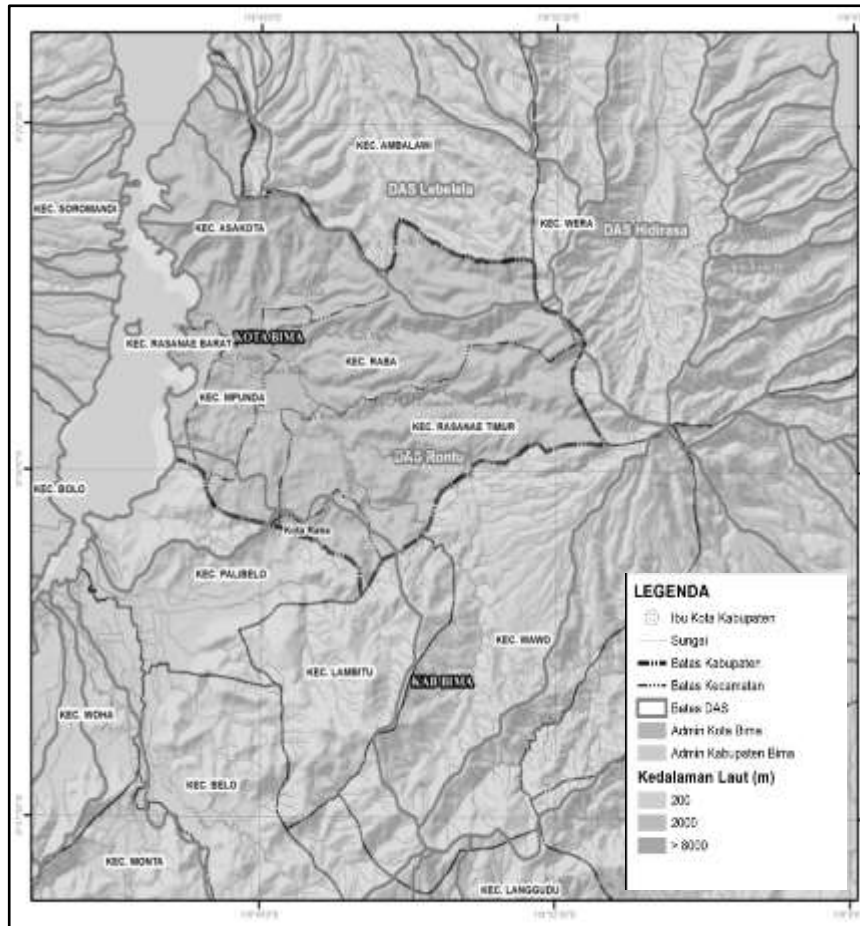 KEC. AMBALAWI
DAS Lebelela
KEC. SOROMANDI
KEC. WERA
KEC. ASAKOTA
DAS Hidirasa
KOTA BIMA
KEC. RASANAE BARAT
KEC. RABA
KEC. MPUNDA
KEC. RASANAE TIMUR
DAS Rontu
KEC. BOLO
Kota Raba
KEC. PALIBELO
KEC. WAWO
KEC. LAMBITU
KAB BIMA
KEC. WOHA
KEC. BELO
KEC. MONTA
KEC. LANGGUDU
LEGENDA
Ibu Kota Kabupaten
Sungai
Batas Kabupaten
Batas Kecamatan
Batas DAS
Admin Kota Bima
Admin Kabupaten Bima
Kedalaman Laut (m)
200
2000
> 8000